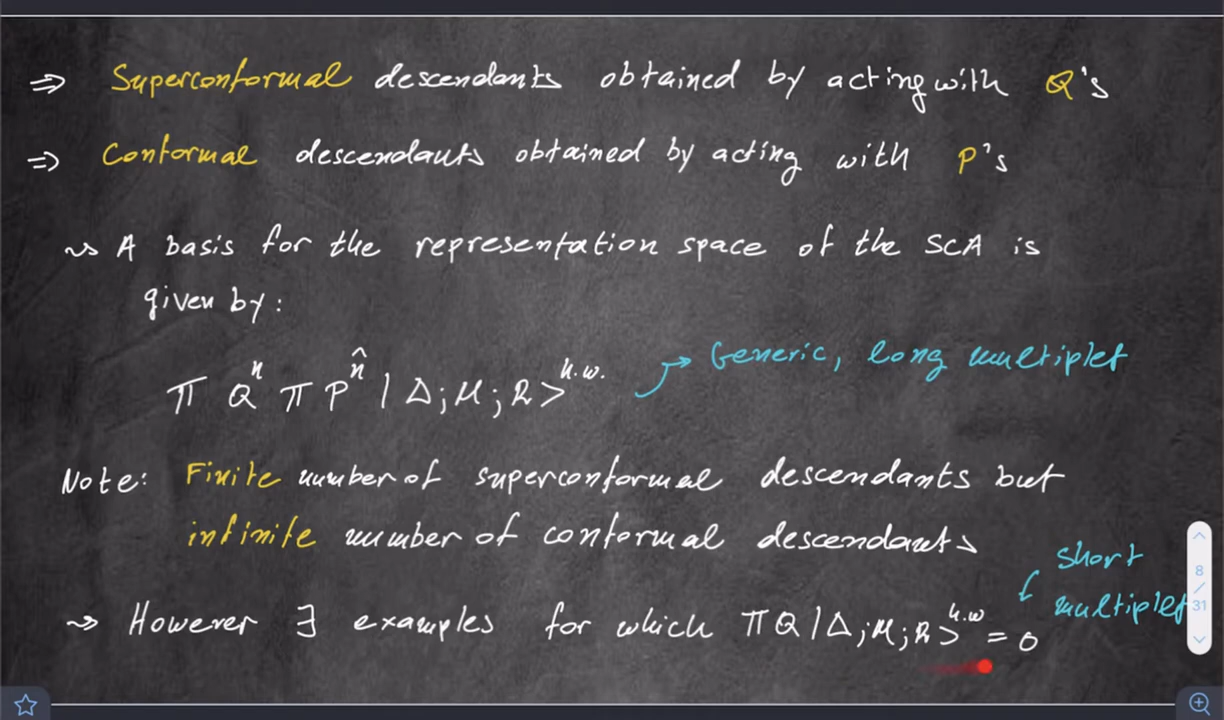 ⇒ Superconformal descendants obtained by acting with Q's
⇒ Conformal descendants obtained by acting with P's
⤳ A basis for the representation space of the SCA is
given by:
π Q^n π P^n̂ | Δ; M; R >^h.w. → Generic, long multiplet
Note: Finite number of superconformal descendants but
infinite number of conformal descendants
short
multiplet
⤳ However ∃ examples for which π Q | Δ; M; R >^h.w = 0
8
/
31